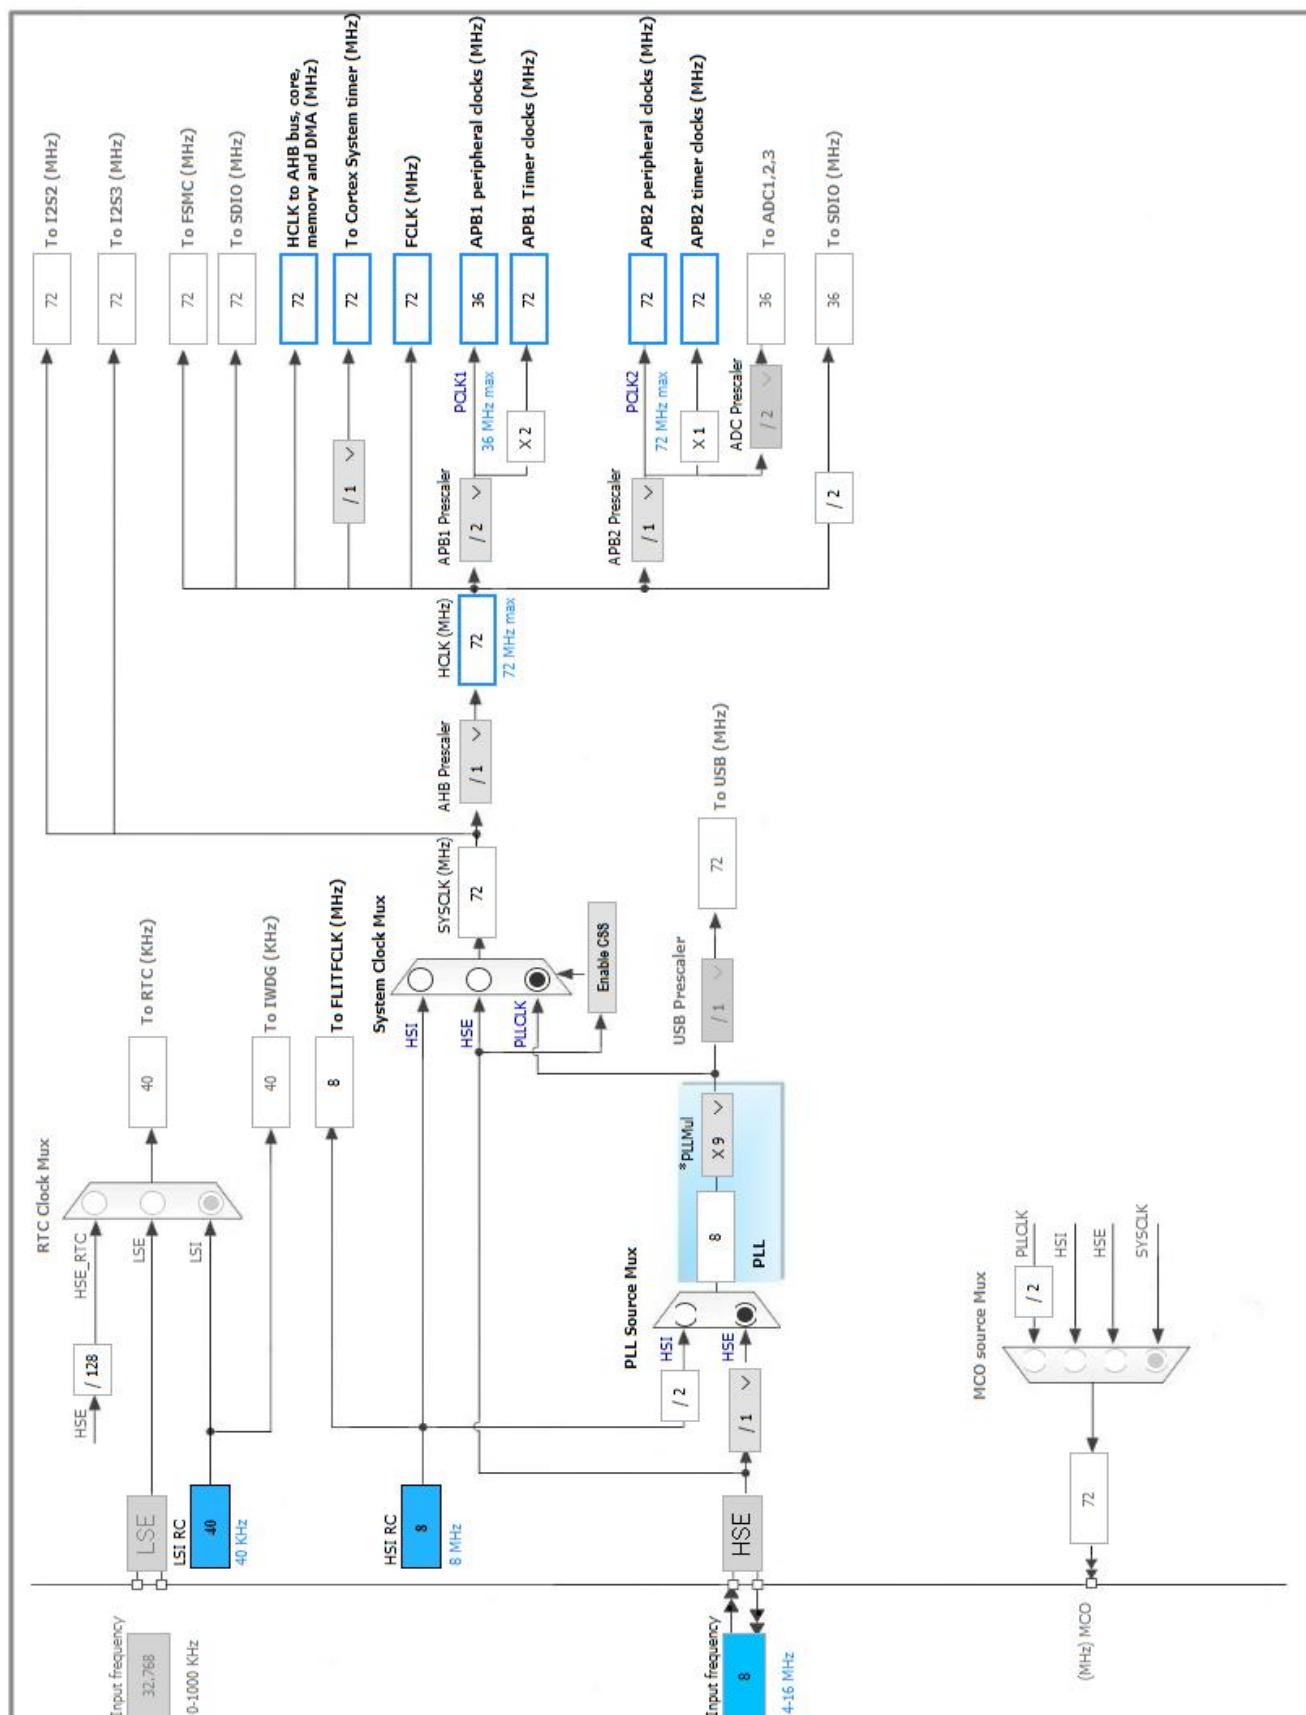 Input frequency
32.768
0-1000 KHz
LSE
LSI RC
40
40 KHz
HSE
/ 128
HSE_RTC
LSE
LSI
RTC Clock Mux
40
To RTC (KHz)
40
To IWDG (KHz)
8
To FLITFCLK (MHz)
HSI RC
8
8 MHz
System Clock Mux
HSI
HSE
PLLCLK
Enable CSS
SYSCLK (MHz)
72
AHB Prescaler
/ 1
HCLK (MHz)
72
72 MHz max
72
To I2S2 (MHz)
72
To I2S3 (MHz)
72
To FSMC (MHz)
72
To SDIO (MHz)
72
HCLK to AHB bus, core,
memory and DMA (MHz)
/ 1
72
To Cortex System timer (MHz)
72
FCLK (MHz)
APB1 Prescaler
/ 2
PCLK1
36 MHz max
36
APB1 peripheral clocks (MHz)
X 2
72
APB1 Timer clocks (MHz)
APB2 Prescaler
/ 1
PCLK2
72 MHz max
72
APB2 peripheral clocks (MHz)
X 1
72
APB2 timer clocks (MHz)
ADC Prescaler
/ 2
36
To ADC1,2,3
/ 2
36
To SDIO (MHz)
Input frequency
8
4-16 MHz
HSE
/ 1
/ 2
PLL Source Mux
HSI
HSE
8
*PLLMul
X 9
PLL
USB Prescaler
/ 1
72
To USB (MHz)
(MHz) MCO
72
MCO source Mux
/ 2
PLLCLK
HSI
HSE
SYSCLK